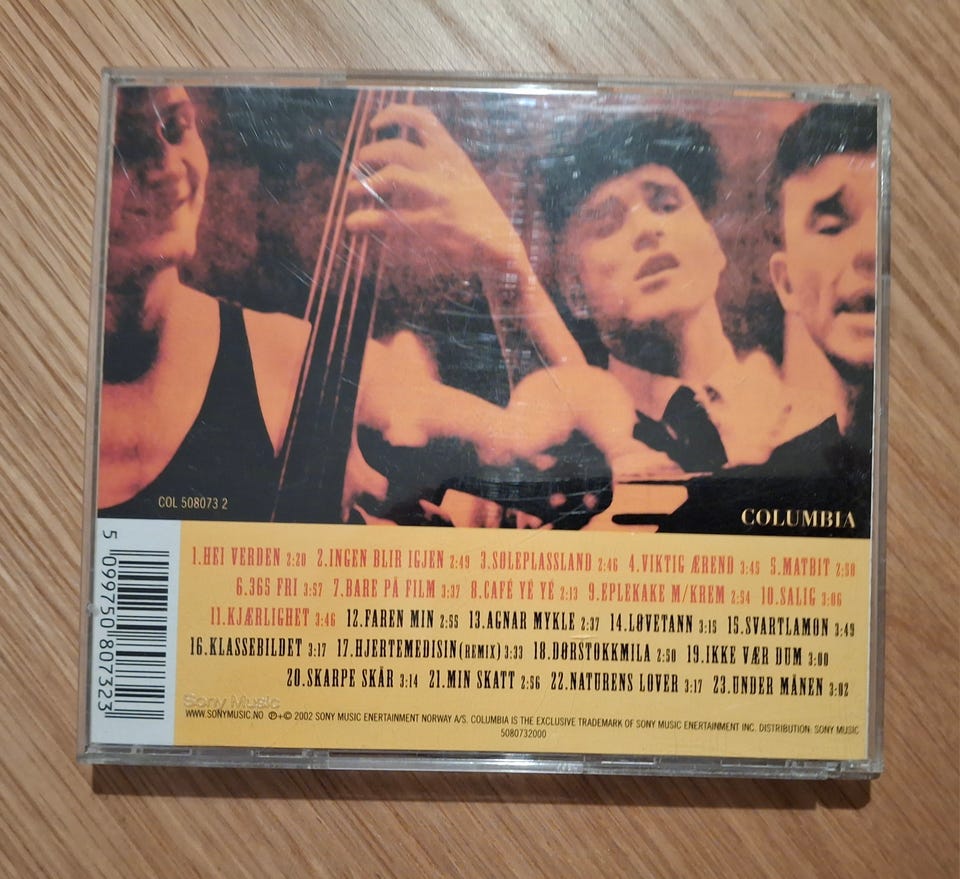 COL 508073 2
COLUMBIA
1.HEI VERDEN 2:20 2.INGEN BLIR IGJEN 2:49 3.SØLEPLASSLAND 2:46 4.VIKTIG ÆREND 3:45 5.MATBIT 2:50
6.365 FRI 3:57 7.BARE PÅ FILM 3:37 8.CAFÉ YÉ YÉ 2:13 9.EPLEKAKE M/KREM 2:54 10.SALIG 3:06
11.KJÆRLIGHET 3:46 12.FAREN MIN 2:55 13.AGNAR MYKLE 2:37 14.LØVETANN 3:15 15.SVARTLAMON 3:49
16.KLASSEBILDET 3:17 17.HJERTEMEDISIN(REMIX) 3:33 18.DØRSTOKKMILA 2:50 19.IKKE VÆR DUM 3:00
20.SKARPE SKÅR 3:14 21.MIN SKATT 2:56 22.NATURENS LØVER 3:17 23.UNDER MÅNEN 3:02
Sony Music
WWW.SONYMUSIC.NO ℗+© 2002 SONY MUSIC ENERTAINMENT NORWAY A/S. COLUMBIA IS THE EXCLUSIVE TRADEMARK OF SONY MUSIC ENERTAINMENT INC. DISTRIBUTION: SONY MUSIC
5080732000
5 099750 807323